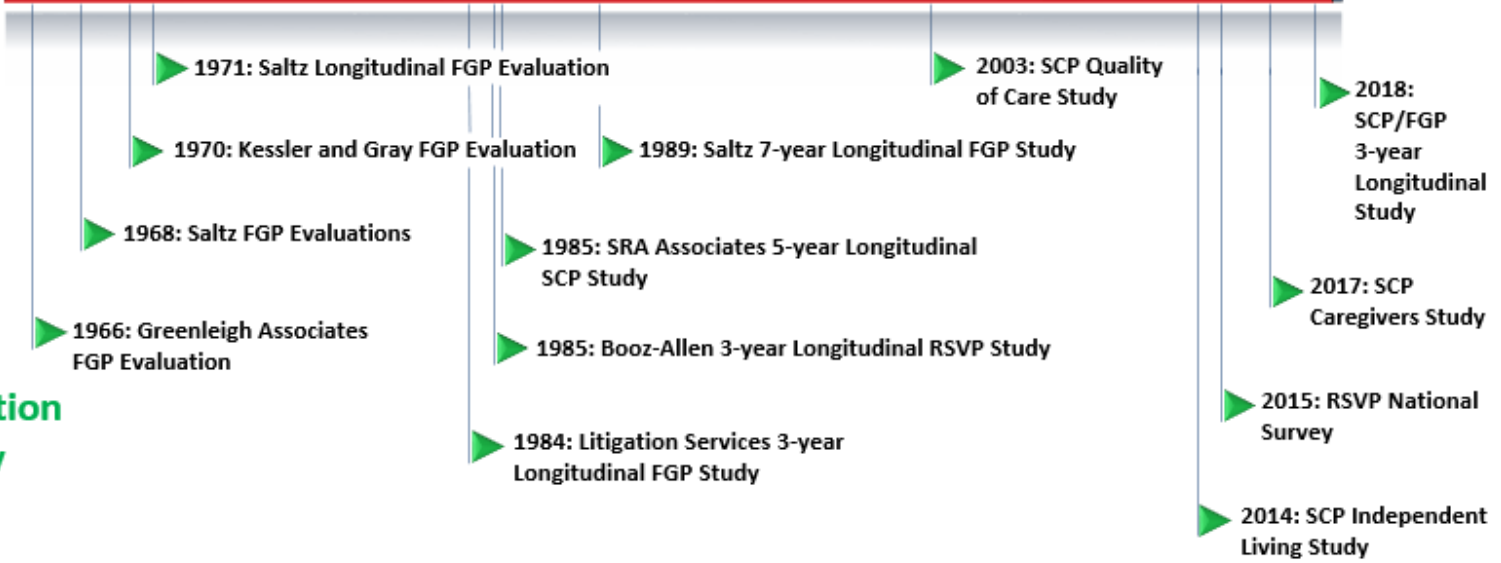 1971: Saltz Longitudinal FGP Evaluation
2003: SCP Quality
of Care Study
2018:
SCP/FGP
3-year
Longitudinal
Study
1970: Kessler and Gray FGP Evaluation
1989: Saltz 7-year Longitudinal FGP Study
1968: Saltz FGP Evaluations
1985: SRA Associates 5-year Longitudinal
SCP Study
2017: SCP
Caregivers Study
1966: Greenleigh Associates
FGP Evaluation
1985: Booz-Allen 3-year Longitudinal RSVP Study
tion
2015: RSVP National
Survey
1984: Litigation Services 3-year
Longitudinal FGP Study
2014: SCP Independent
Living Study